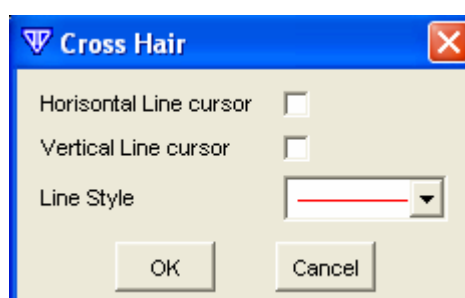 Cross Hair
Horisontal Line cursor
Vertical Line cursor
Line Style
OK Cancel